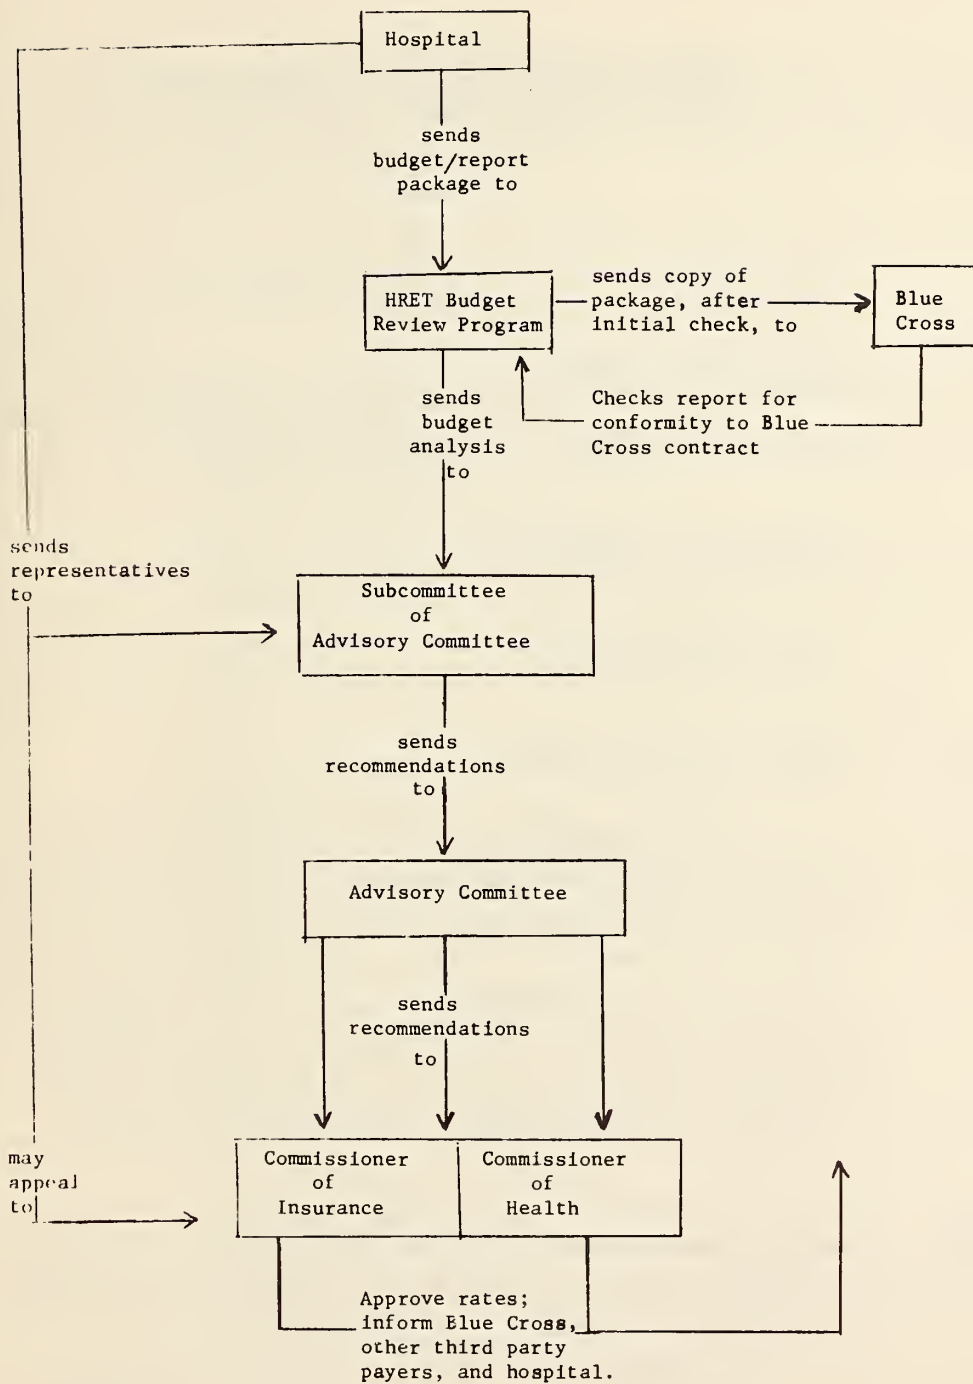 Hospital
sends
budget/report
package to
HRET Budget
Review Program
sends copy of
package, after
initial check, to
Blue
Cross
Checks report for
conformity to Blue
Cross contract
sends
budget
analysis
to
sends
representatives
to
Subcommittee
of
Advisory Committee
sends
recommendations
to
Advisory Committee
sends
recommendations
to
may
appeal
to
Commissioner
of
Insurance
Commissioner
of
Health
Approve rates;
inform Blue Cross,
other third party
payers, and hospital.